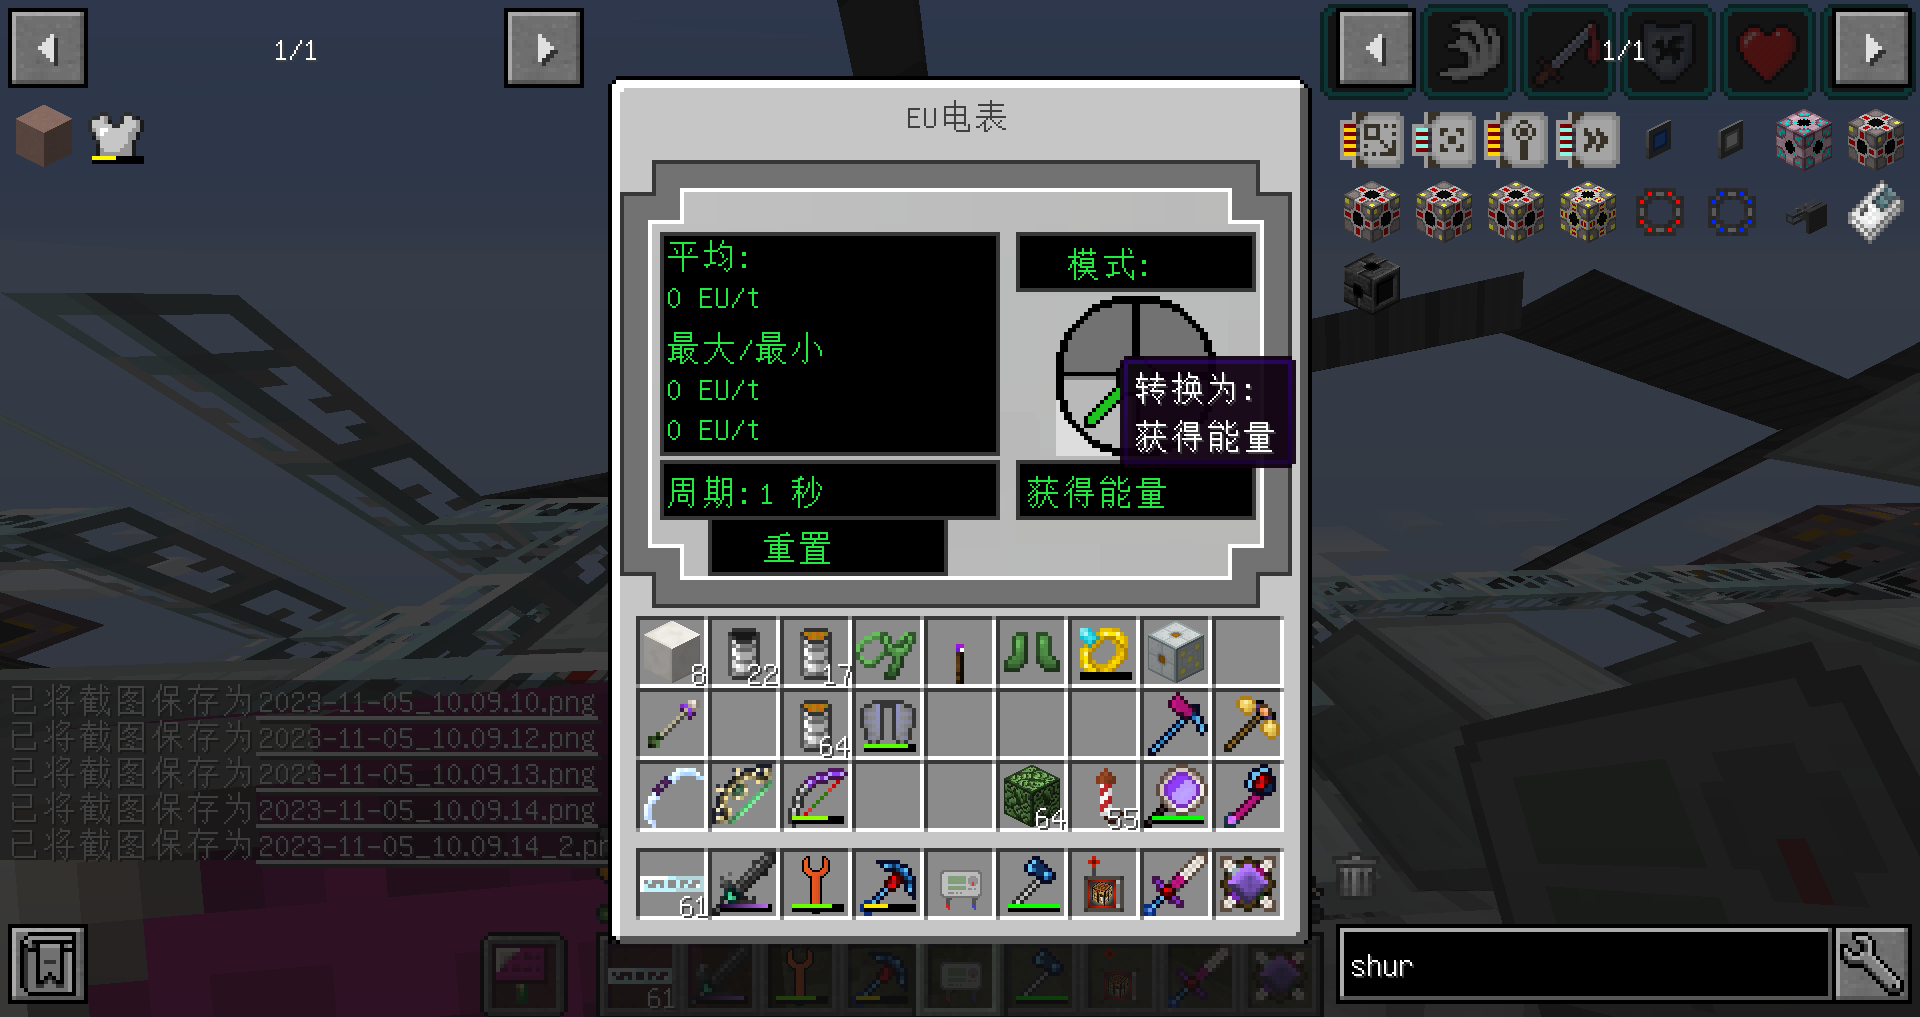 1/1
1/1
EU电表
平均:
0 EU/t
最大/最小
0 EU/t
0 EU/t
周期:1 秒
重置
模式:
转换为:
获得能量
获得能量
8
22
17
64
64
55
61
已将截图保存为2023-11-05_10.09.10.png
已将截图保存为2023-11-05_10.09.12.png
已将截图保存为2023-11-05_10.09.13.png
已将截图保存为2023-11-05_10.09.14.png
已将截图保存为2023-11-05_10.09.14_2.p
61
shur